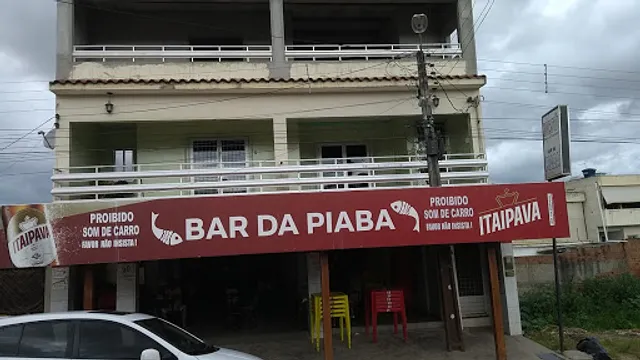 ITAIPAVA
PROIBIDO
SOM DE CARRO
FAVOR NÃO INSISTA!
BAR DA PIABA
PROIBIDO
SOM DE CARRO
FAVOR NÃO INSISTA!
ITAIPAVA